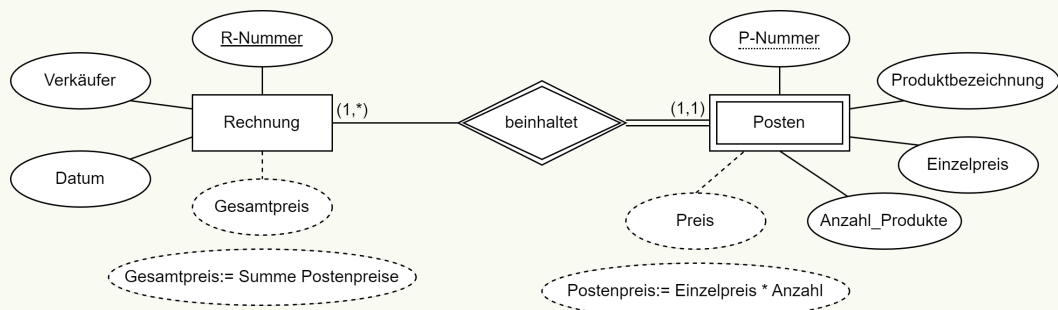 R-Nummer
P-Nummer
Verkäufer
Produktbezeichnung
(1,*)
(1,1)
Rechnung
beinhaltet
Posten
Datum
Einzelpreis
Gesamtpreis
Preis
Anzahl_Produkte
Gesamtpreis:= Summe Postenpreise
Postenpreis:= Einzelpreis * Anzahl